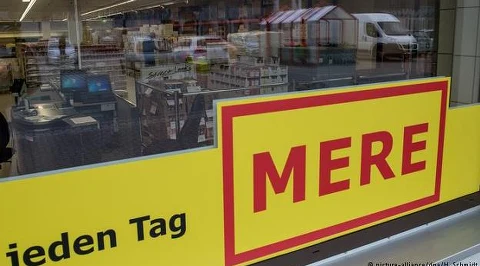 MERE
jeden Tag
© picture-alliance/dpa/H. Schmidt